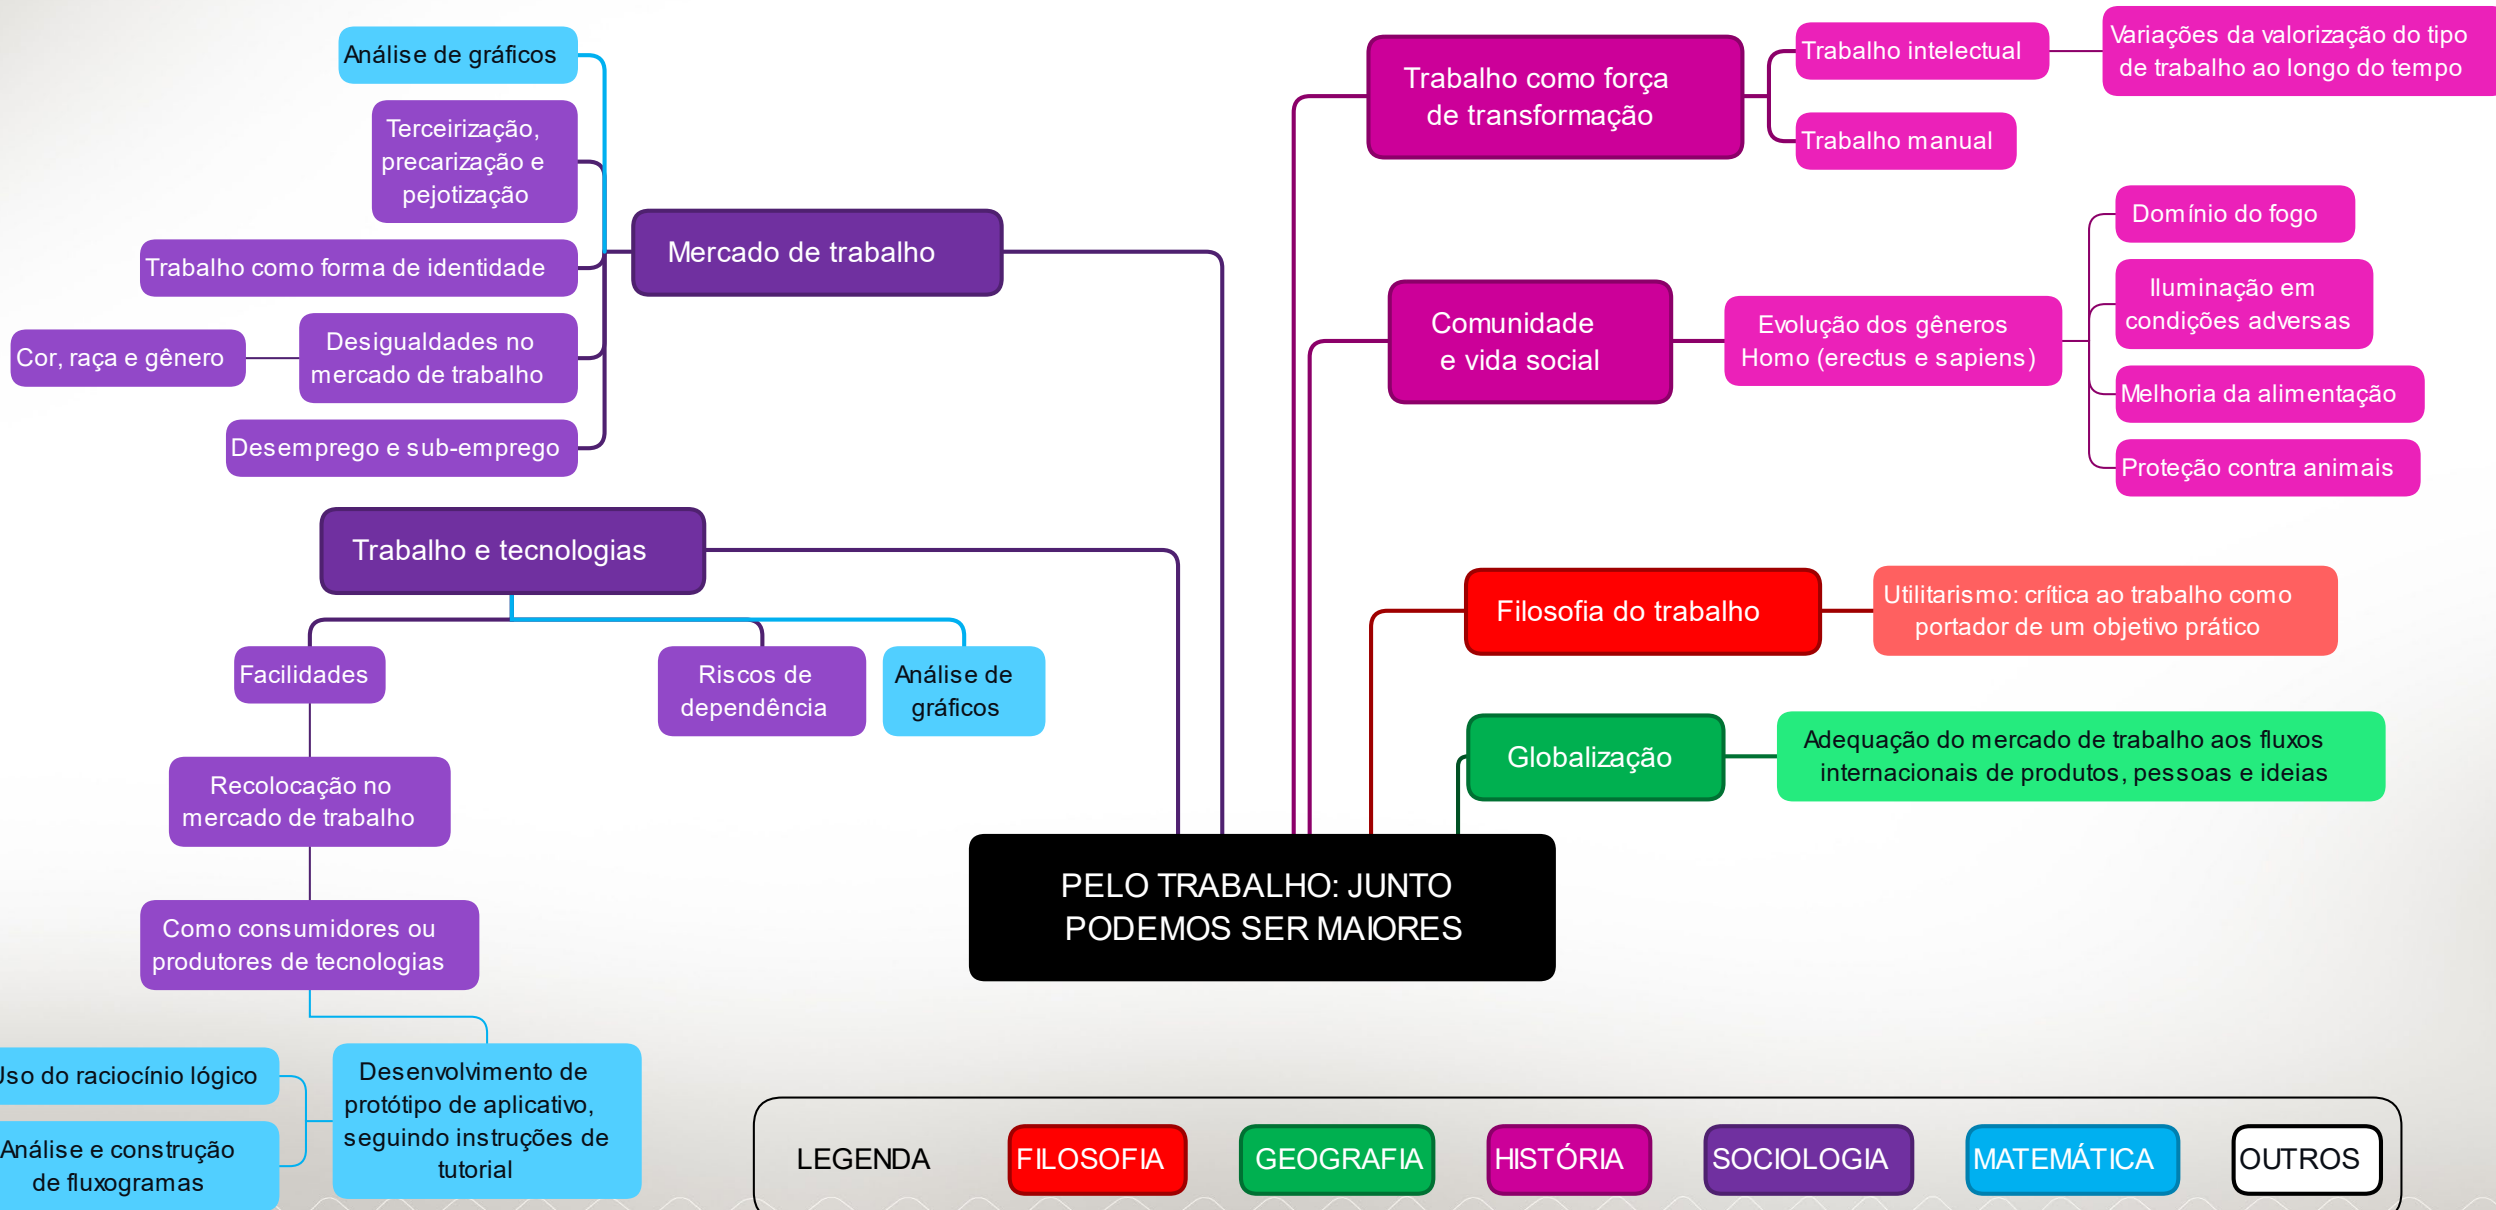 Análise de gráficos
Terceirização,
precarização e
pejotização
Trabalho como forma de identidade
Cor, raça e gênero
Desigualdades no
mercado de trabalho
Desemprego e sub-emprego
Mercado de trabalho
Trabalho como força
de transformação
Trabalho intelectual
Variações da valorização do tipo
de trabalho ao longo do tempo
Trabalho manual
Comunidade
e vida social
Evolução dos gêneros
Homo (erectus e sapiens)
Domínio do fogo
Iluminação em
condições adversas
Melhoria da alimentação
Proteção contra animais
Trabalho e tecnologias
Facilidades
Riscos de
dependência
Análise de
gráficos
Recolocação no
mercado de trabalho
Como consumidores ou
produtores de tecnologias
Uso do raciocínio lógico
Análise e construção
de fluxogramas
Desenvolvimento de
protótipo de aplicativo,
seguindo instruções de
tutorial
Filosofia do trabalho
Utilitarismo: crítica ao trabalho como
portador de um objetivo prático
Globalização
Adequação do mercado de trabalho aos fluxos
internacionais de produtos, pessoas e ideias
PELO TRABALHO: JUNTO
PODEMOS SER MAIORES
LEGENDA
FILOSOFIA
GEOGRAFIA
HISTÓRIA
SOCIOLOGIA
MATEMÁTICA
OUTROS